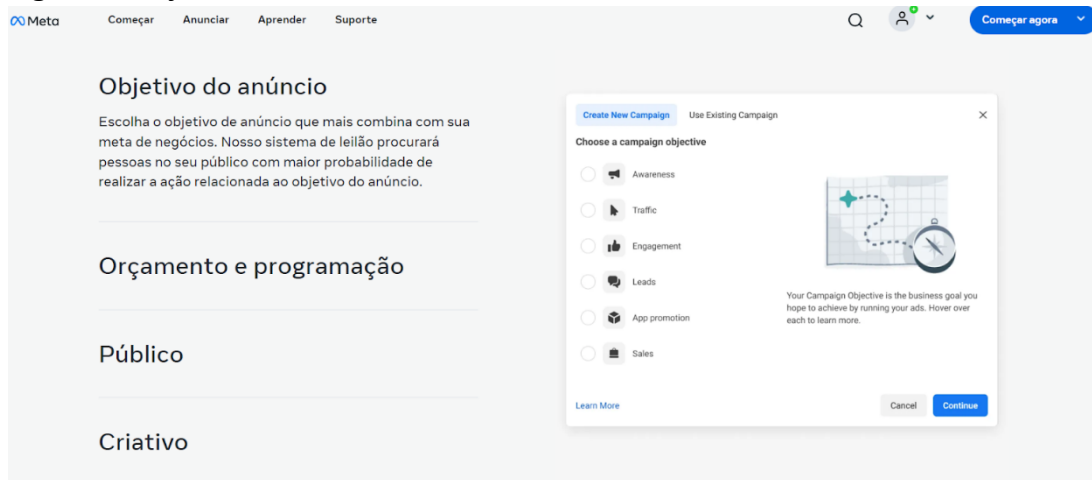 Meta
Começar Anunciar Aprender Suporte
Começar agora
Objetivo do anúncio
Escolha o objetivo de anúncio que mais combina com sua
meta de negócios. Nosso sistema de leilão procurará
pessoas no seu público com maior probabilidade de
realizar a ação relacionada ao objetivo do anúncio.
Orçamento e programação
Público
Criativo
Create New Campaign Use Existing Campaign
Choose a campaign objective
Awareness
Traffic
Engagement
Leads
App promotion
Sales
Your Campaign Objective is the business goal you
hope to achieve by running your ads. Hover over
each to learn more.
Learn More
Cancel Continue